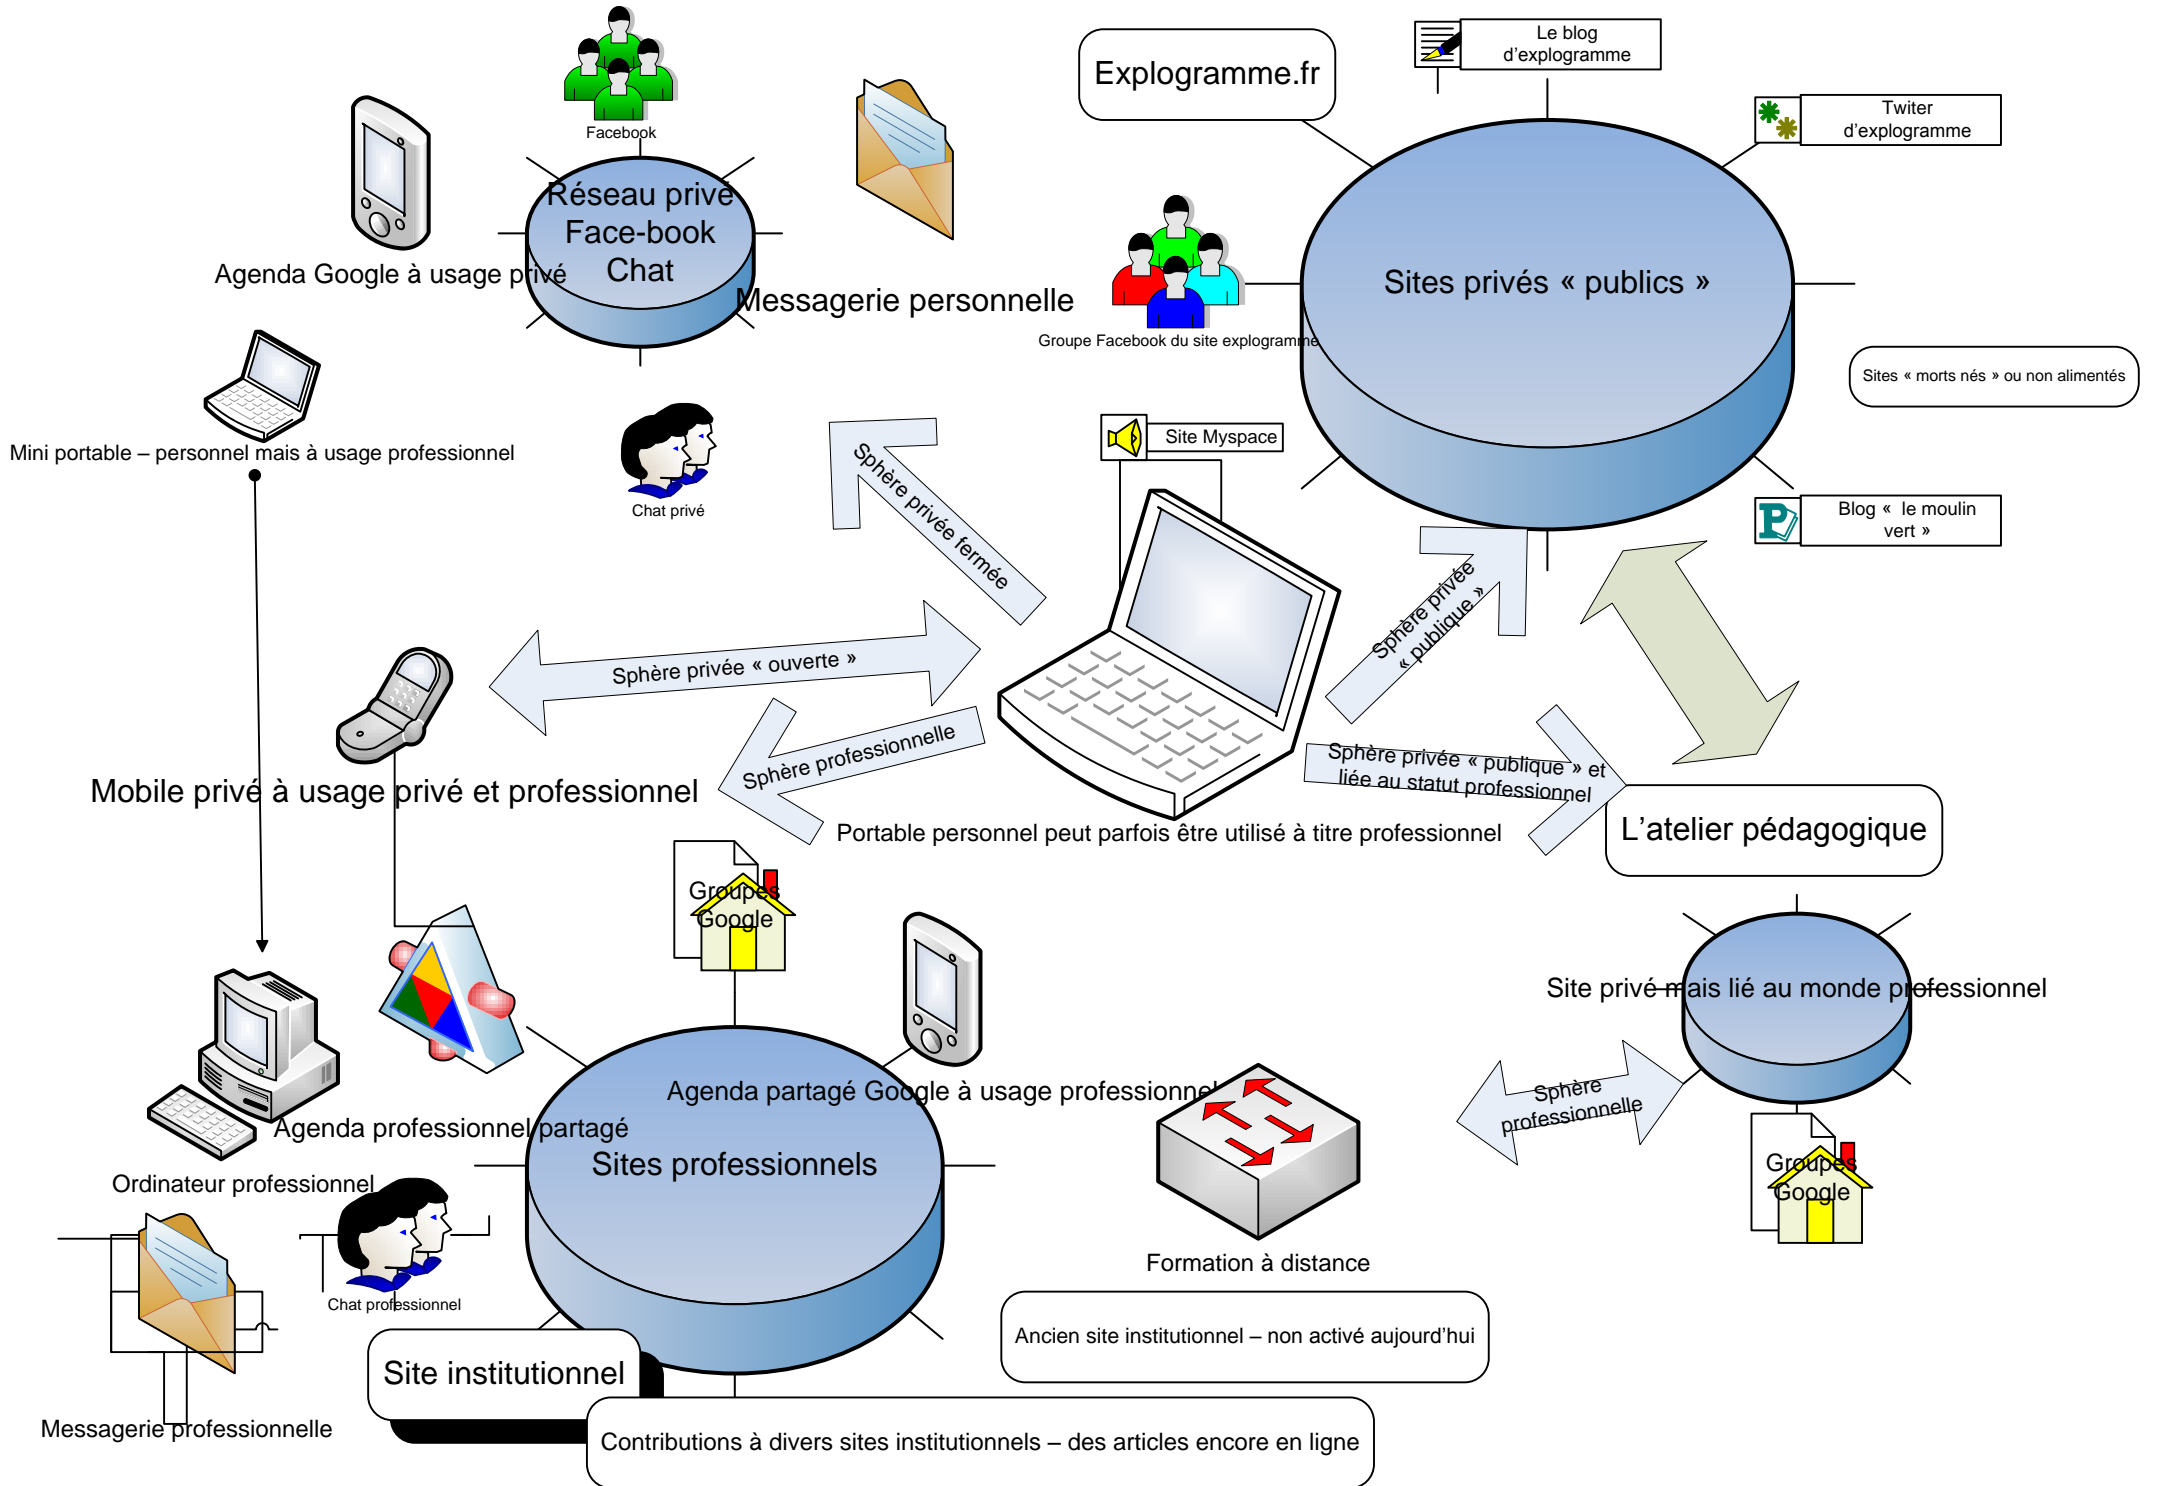 Facebook
Réseau privé
Face-book
Chat
Agenda Google à usage privé
Messagerie personnelle
Explogramme.fr
Le blog
d’explogramme
Twiter
d’explogramme
Sites privés « publics »
Groupe Facebook du site explogramme
Sites « morts nés » ou non alimentés
Site Myspace
Blog «  le moulin
vert »
Mini portable – personnel mais à usage professionnel
Chat privé
Sphère privée fermée
Sphère privée
« publique »
Sphère privée « ouverte »
Sphère professionnelle
Sphère privée « publique » et
liée au statut professionnel
Mobile privé à usage privé et professionnel
Portable personnel peut parfois être utilisé à titre professionnel
L’atelier pédagogique
Groupes
Google
Site privé mais lié au monde professionnel
Agenda partagé Google à usage professionnel
Sphère
professionnelle
Agenda professionnel partagé
Sites professionnels
Ordinateur professionnel
Groupes
Google
Formation à distance
Chat professionnel
Ancien site institutionnel – non activé aujourd’hui
Site institutionnel
Messagerie professionnelle
Contributions à divers sites institutionnels – des articles encore en ligne